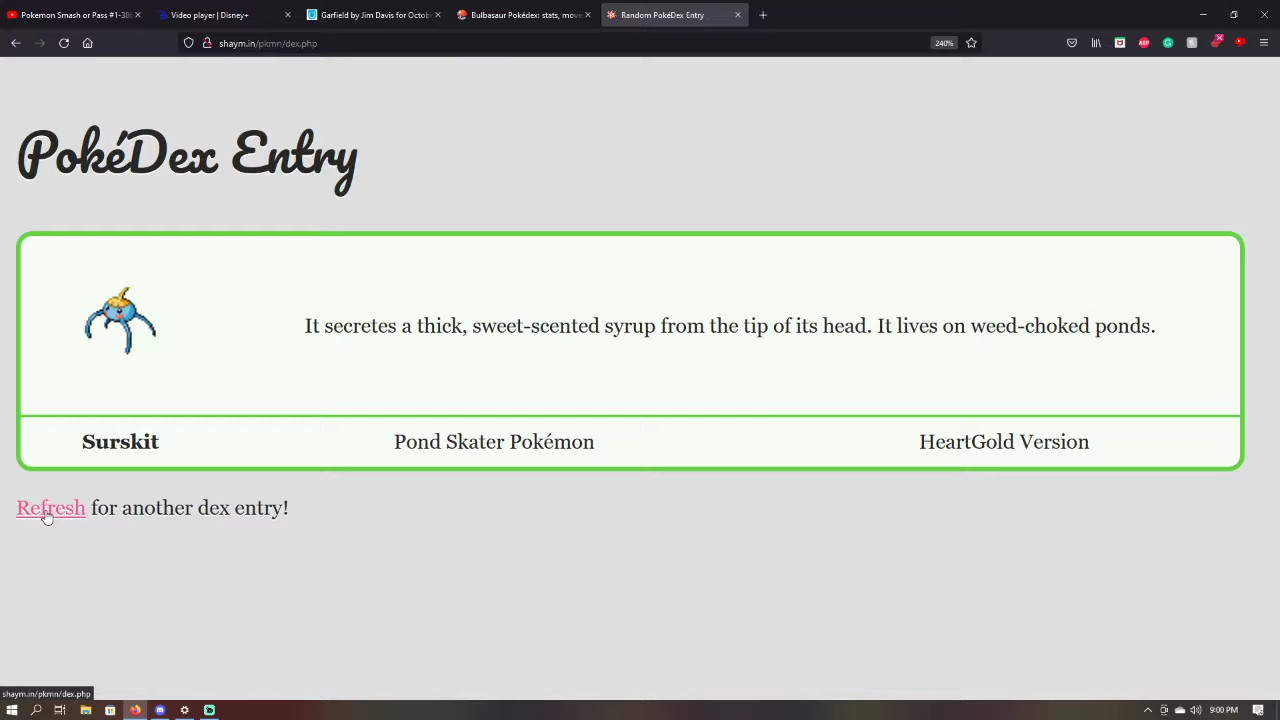 Pokemon Smash or Pass #1-38
Video player | Disney+
Garfield by Jim Davis for Octob
Bulbasaur Pokédex: stats, move
Random PokéDex Entry
shaym.in/pkmn/dex.php
240%
PokéDex Entry
It secretes a thick, sweet-scented syrup from the tip of its head. It lives on weed-choked ponds.
Surskit
Pond Skater Pokémon
HeartGold Version
Refresh for another dex entry!
shaym.in/pkmn/dex.php
9:00 PM